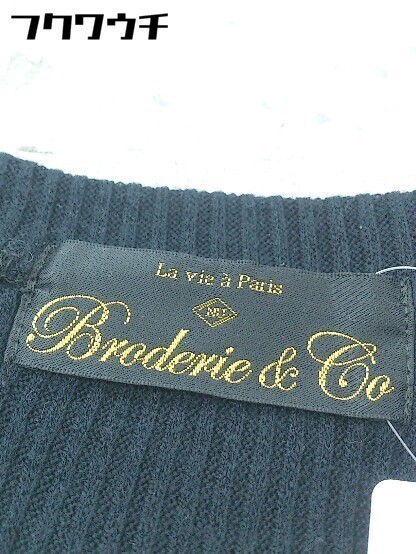 フクワウチ
La vie à Paris
Broderie & Co